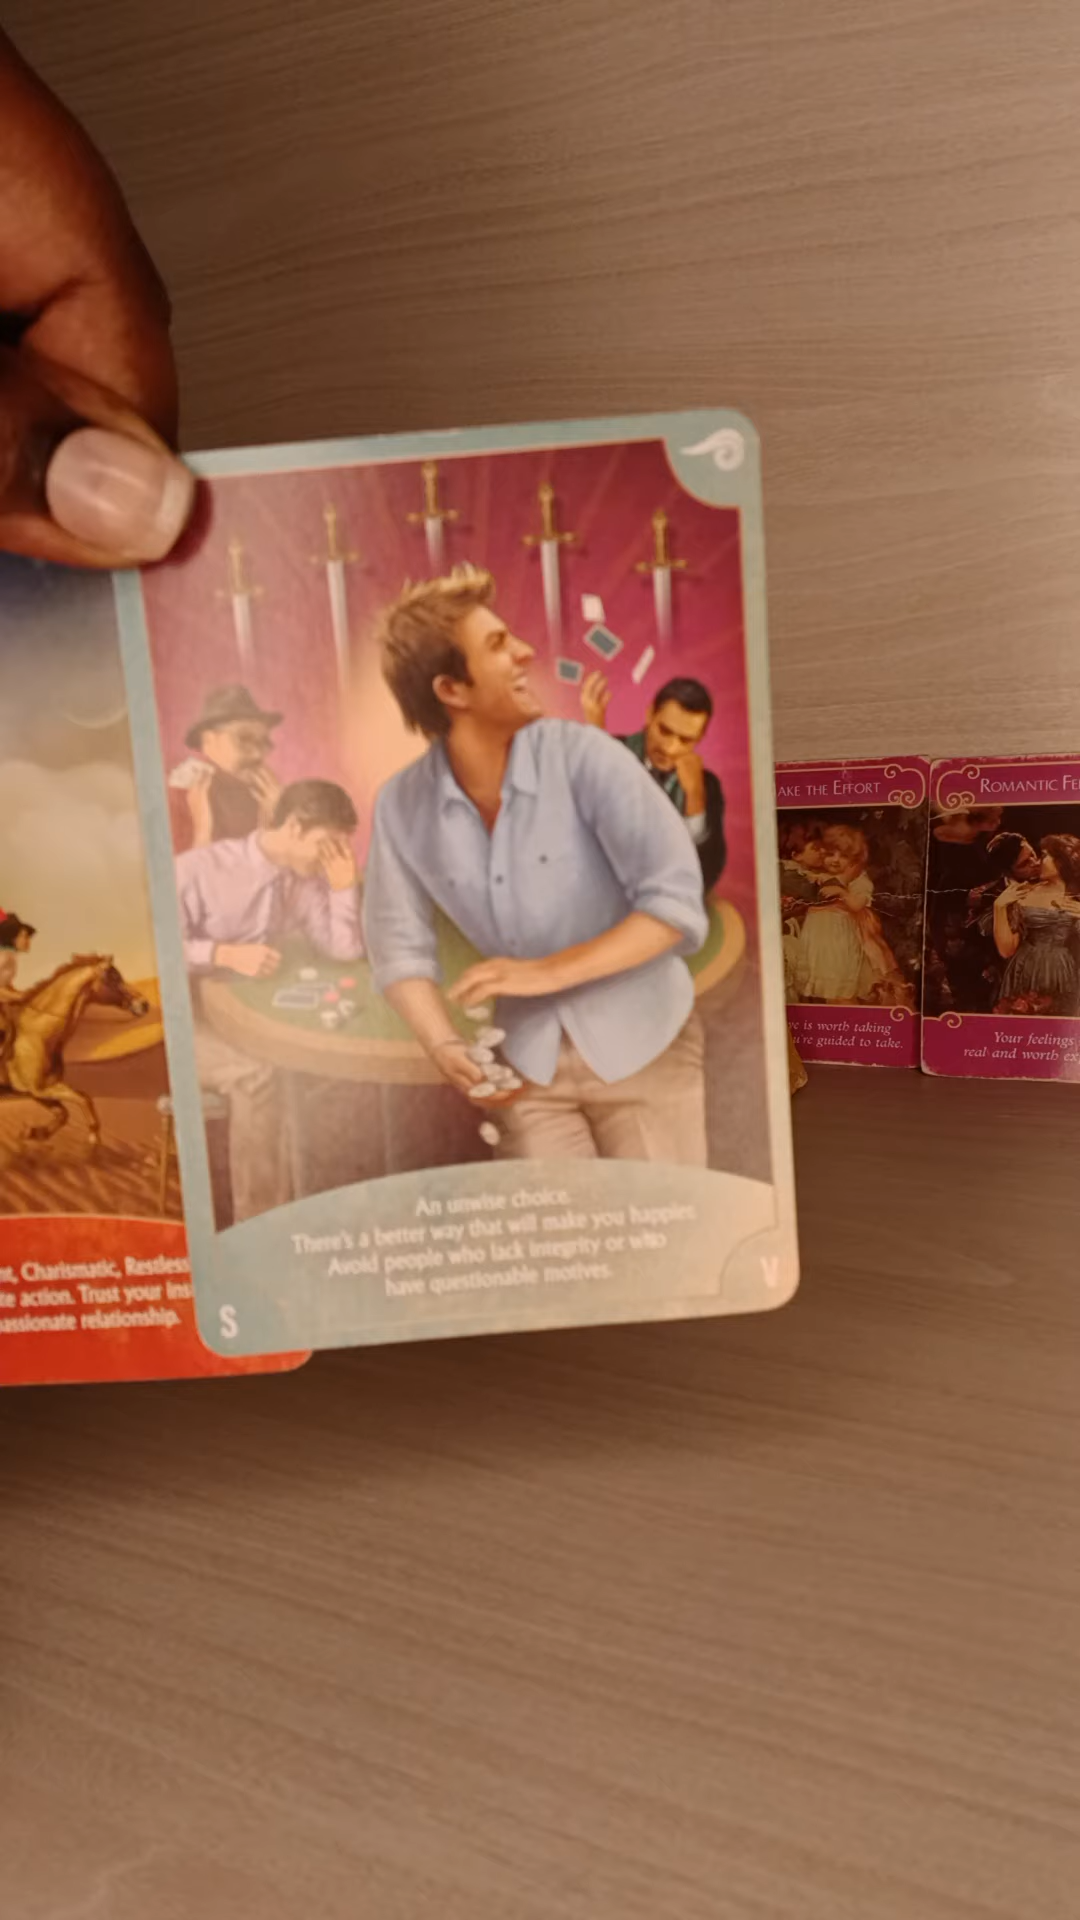 AKE THE EFFORT
ROMANTIC FE
ve is worth taking
u're guided to take.
Your feelings
real and worth ex
An unwise choice.
There's a better way that will make you happier.
Avoid people who lack integrity or who
have questionable motives.
V
S
nt, Charismatic, Restless
te action. Trust your ins
passionate relationship.